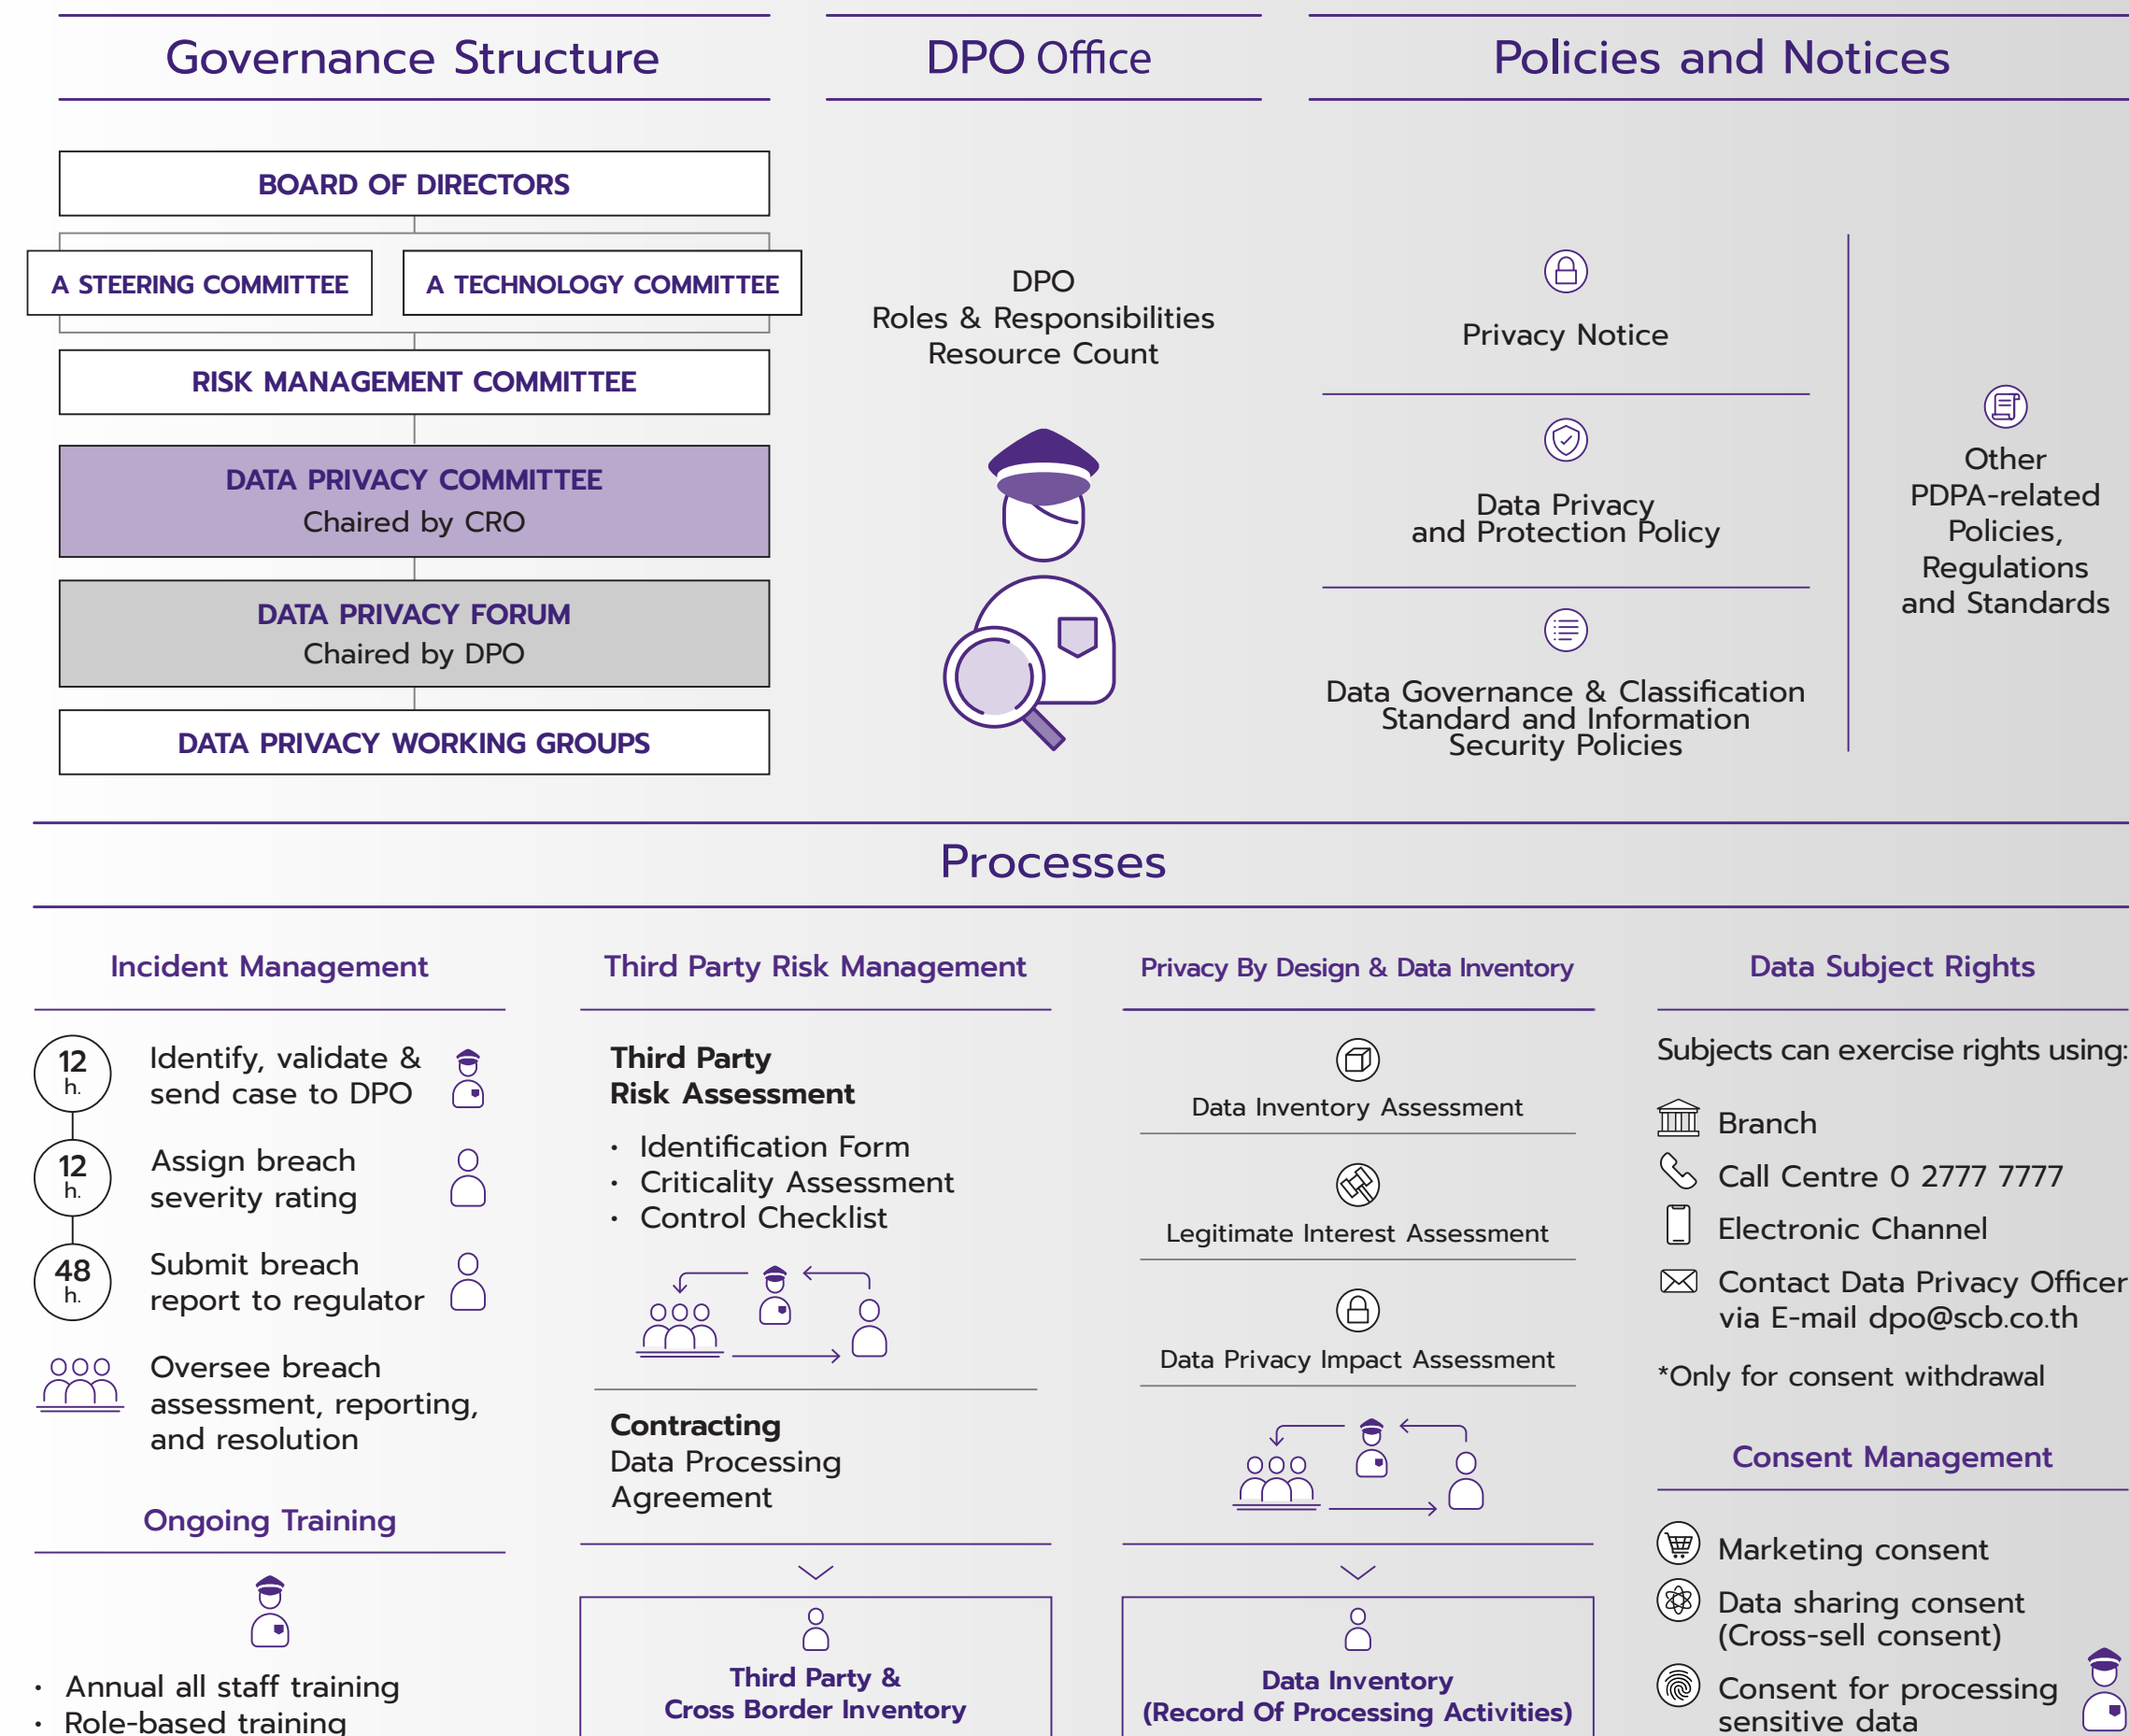 Governance Structure
BOARD OF DIRECTORS
A STEERING COMMITTEE
A TECHNOLOGY COMMITTEE
RISK MANAGEMENT COMMITTEE
DATA PRIVACY COMMITTEE
Chaired by CRO
DATA PRIVACY FORUM
Chaired by DPO
DATA PRIVACY WORKING GROUPS
DPO Office
DPO
Roles & Responsibilities
Resource Count
Policies and Notices
Privacy Notice
Data Privacy
and Protection Policy
Data Governance & Classification
Standard and Information
Security Policies
Other
PDPA-related
Policies,
Regulations
and Standards
Processes
Incident Management
12
h.
Identify, validate &
send case to DPO
12
h.
Assign breach
severity rating
48
h.
Submit breach
report to regulator
Oversee breach
assessment, reporting,
and resolution
Ongoing Training
• Annual all staff training
• Role-based training
Third Party Risk Management
Third Party
Risk Assessment
• Identification Form
• Criticality Assessment
• Control Checklist
Contracting
Data Processing
Agreement
Third Party &
Cross Border Inventory
Privacy By Design & Data Inventory
Data Inventory Assessment
Legitimate Interest Assessment
Data Privacy Impact Assessment
Data Inventory
(Record Of Processing Activities)
Data Subject Rights
Subjects can exercise rights using:
Branch
Call Centre 0 2777 7777
Electronic Channel
Contact Data Privacy Officer
via E-mail dpo@scb.co.th
*Only for consent withdrawal
Consent Management
Marketing consent
Data sharing consent
(Cross-sell consent)
Consent for processing
sensitive data